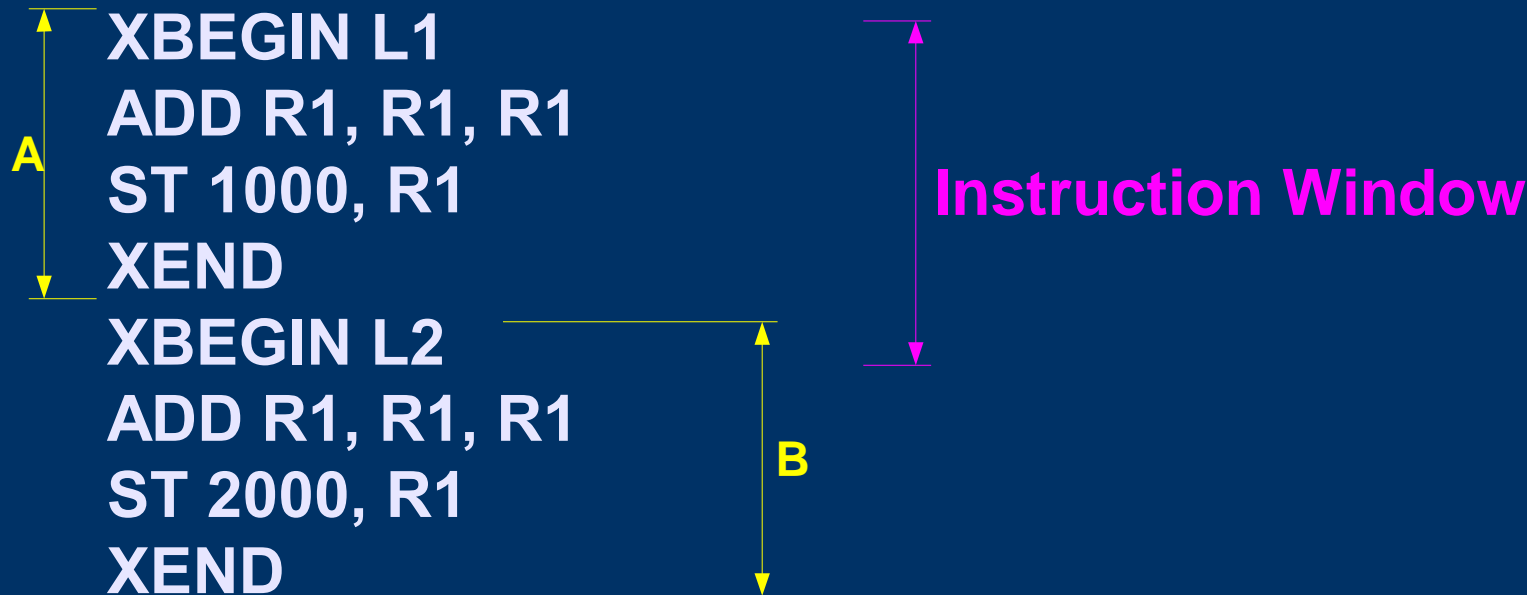 XBEGIN L1
ADD R1, R1, R1
A
ST 1000, R1
Instruction Window
XEND
XBEGIN L2
ADD R1, R1, R1
B
ST 2000, R1
XEND